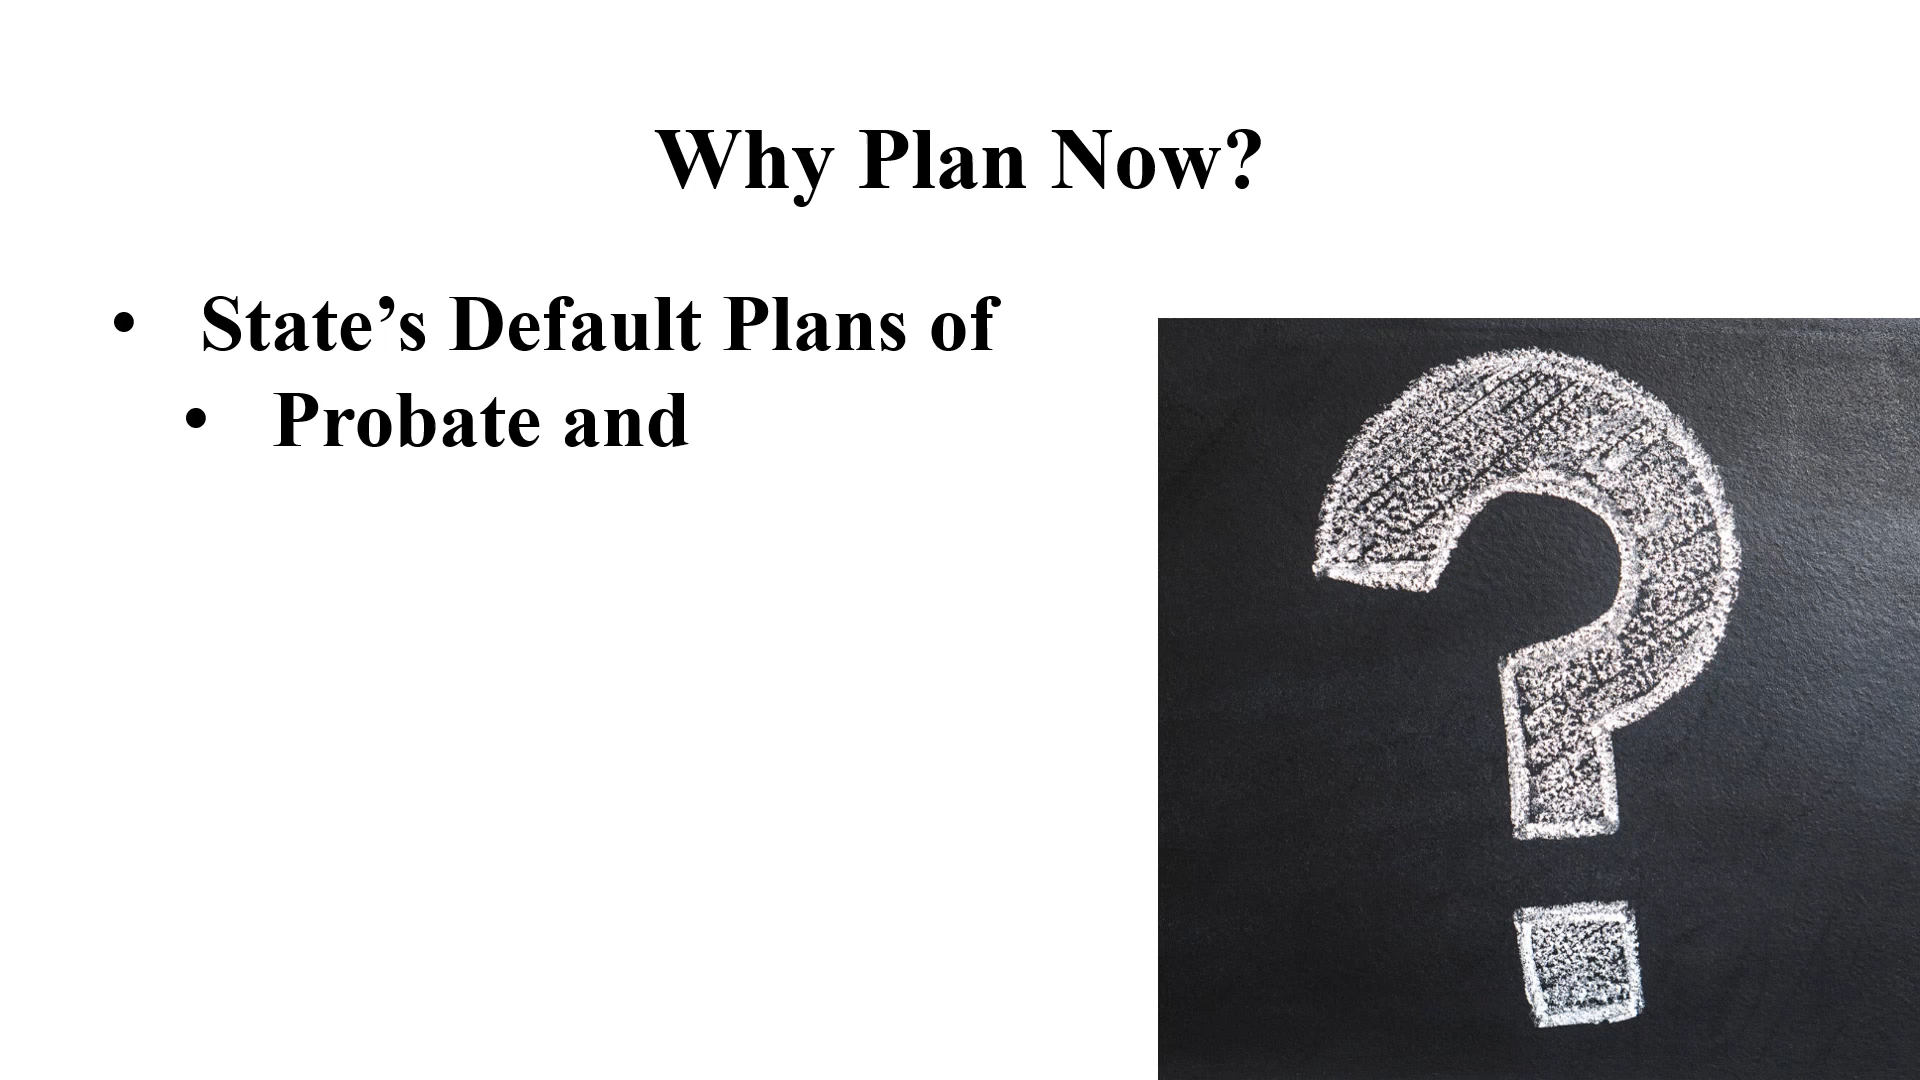 Why Plan Now?
• State’s Default Plans of
• Probate and